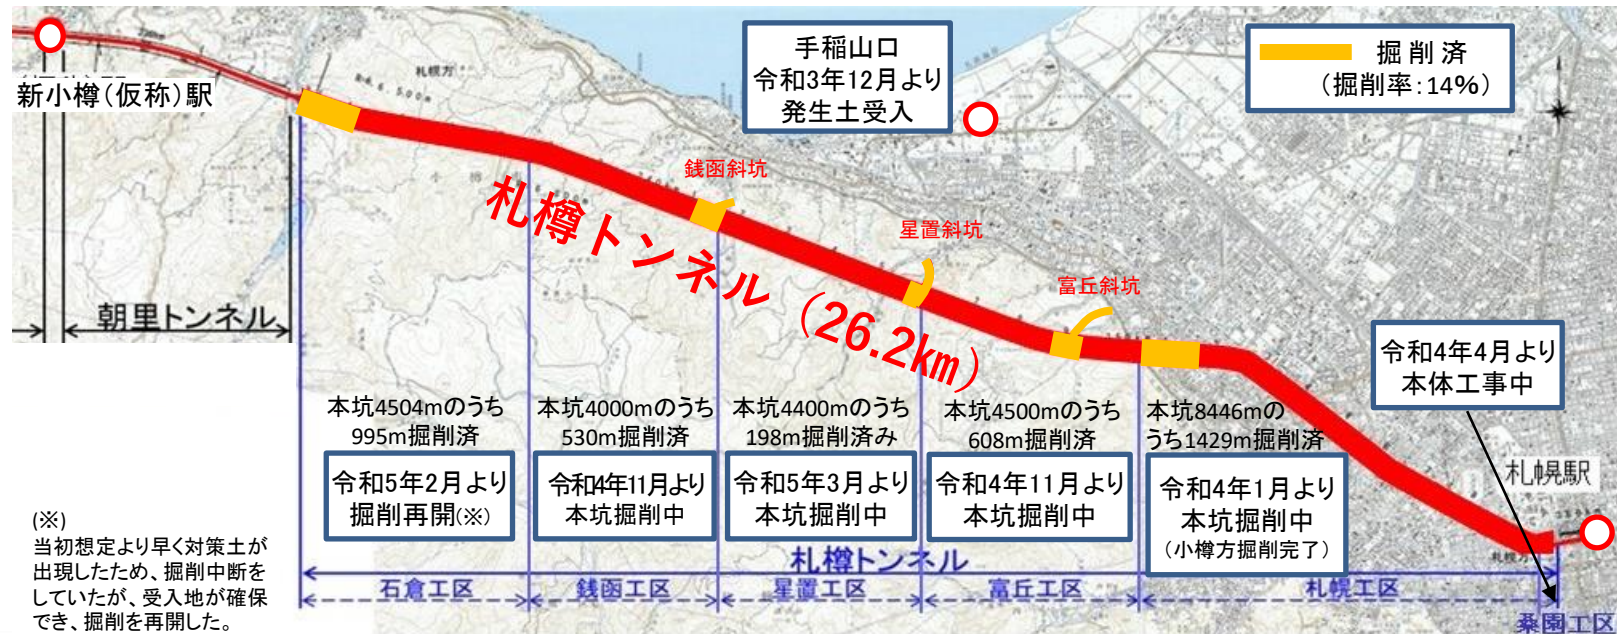 新小樽(仮称)駅
朝里トンネル
札幌方
手稲山口
令和3年12月より
発生土受入
掘削済
(掘削率:14%)
銭函斜坑
星置斜坑
富丘斜坑
札樽トンネル(26.2km)
令和4年4月より
本体工事中
札幌駅
本坑4504mのうち
995m掘削済
令和5年2月より
掘削再開(※)
本坑4000mのうち
530m掘削済
令和4年11月より
本坑掘削中
本坑4400mのうち
198m掘削済み
令和5年3月より
本坑掘削中
本坑4500mのうち
608m掘削済
令和4年11月より
本坑掘削中
本坑8446mの
うち1429m掘削済
令和4年1月より
本坑掘削中
(小樽方掘削完了)
札樽トンネル
石倉工区
銭函工区
星置工区
富丘工区
札幌工区
桑園工区
(※)
当初想定より早く対策土が
出現したため、掘削中断を
していたが、受入地が確保
でき、掘削を再開した。